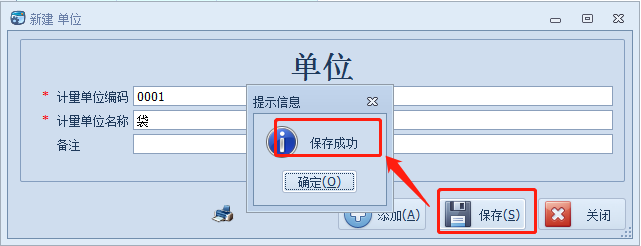 新建 单位
单位
* 计量单位编码 0001
* 计量单位名称 袋
备注
提示信息
保存成功
确定(O)
添加(A) 保存(S) 关闭